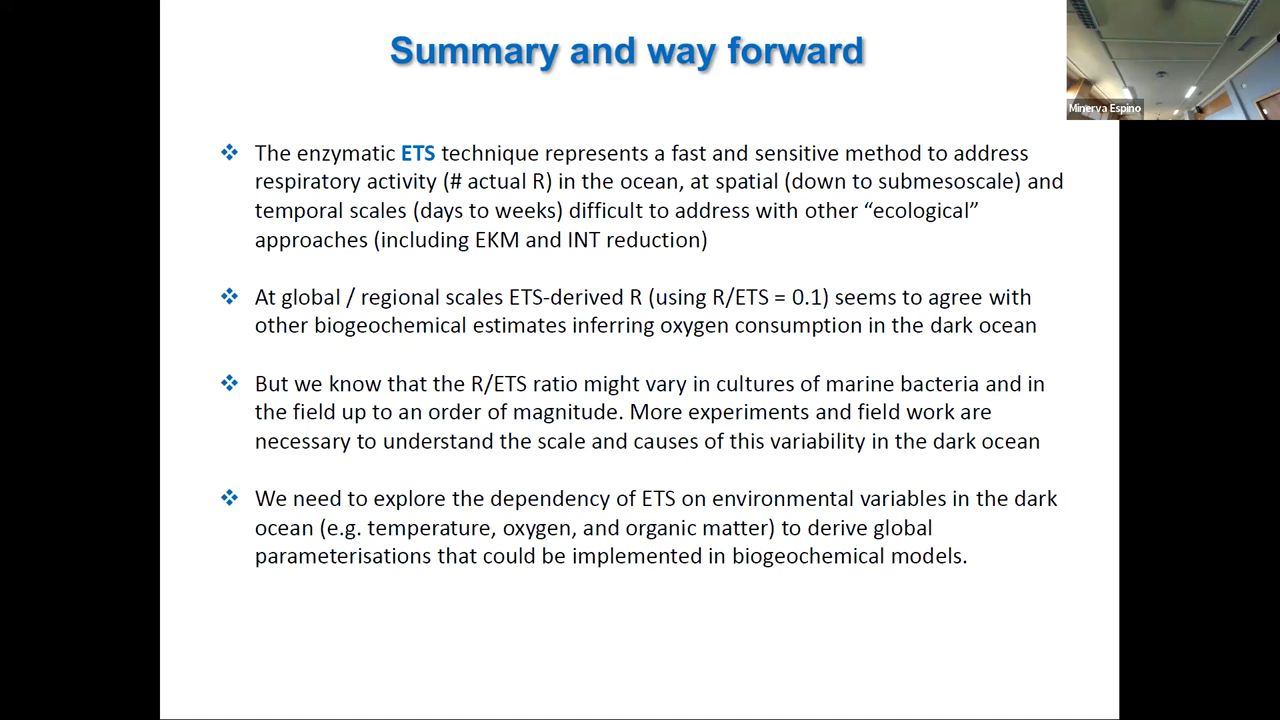 Summary and way forward
Minerva Espino
❖ The enzymatic ETS technique represents a fast and sensitive method to address
respiratory activity (# actual R) in the ocean, at spatial (down to submesoscale) and
temporal scales (days to weeks) difficult to address with other “ecological”
approaches (including EKM and INT reduction)
❖ At global / regional scales ETS-derived R (using R/ETS = 0.1) seems to agree with
other biogeochemical estimates inferring oxygen consumption in the dark ocean
❖ But we know that the R/ETS ratio might vary in cultures of marine bacteria and in
the field up to an order of magnitude. More experiments and field work are
necessary to understand the scale and causes of this variability in the dark ocean
❖ We need to explore the dependency of ETS on environmental variables in the dark
ocean (e.g. temperature, oxygen, and organic matter) to derive global
parameterisations that could be implemented in biogeochemical models.